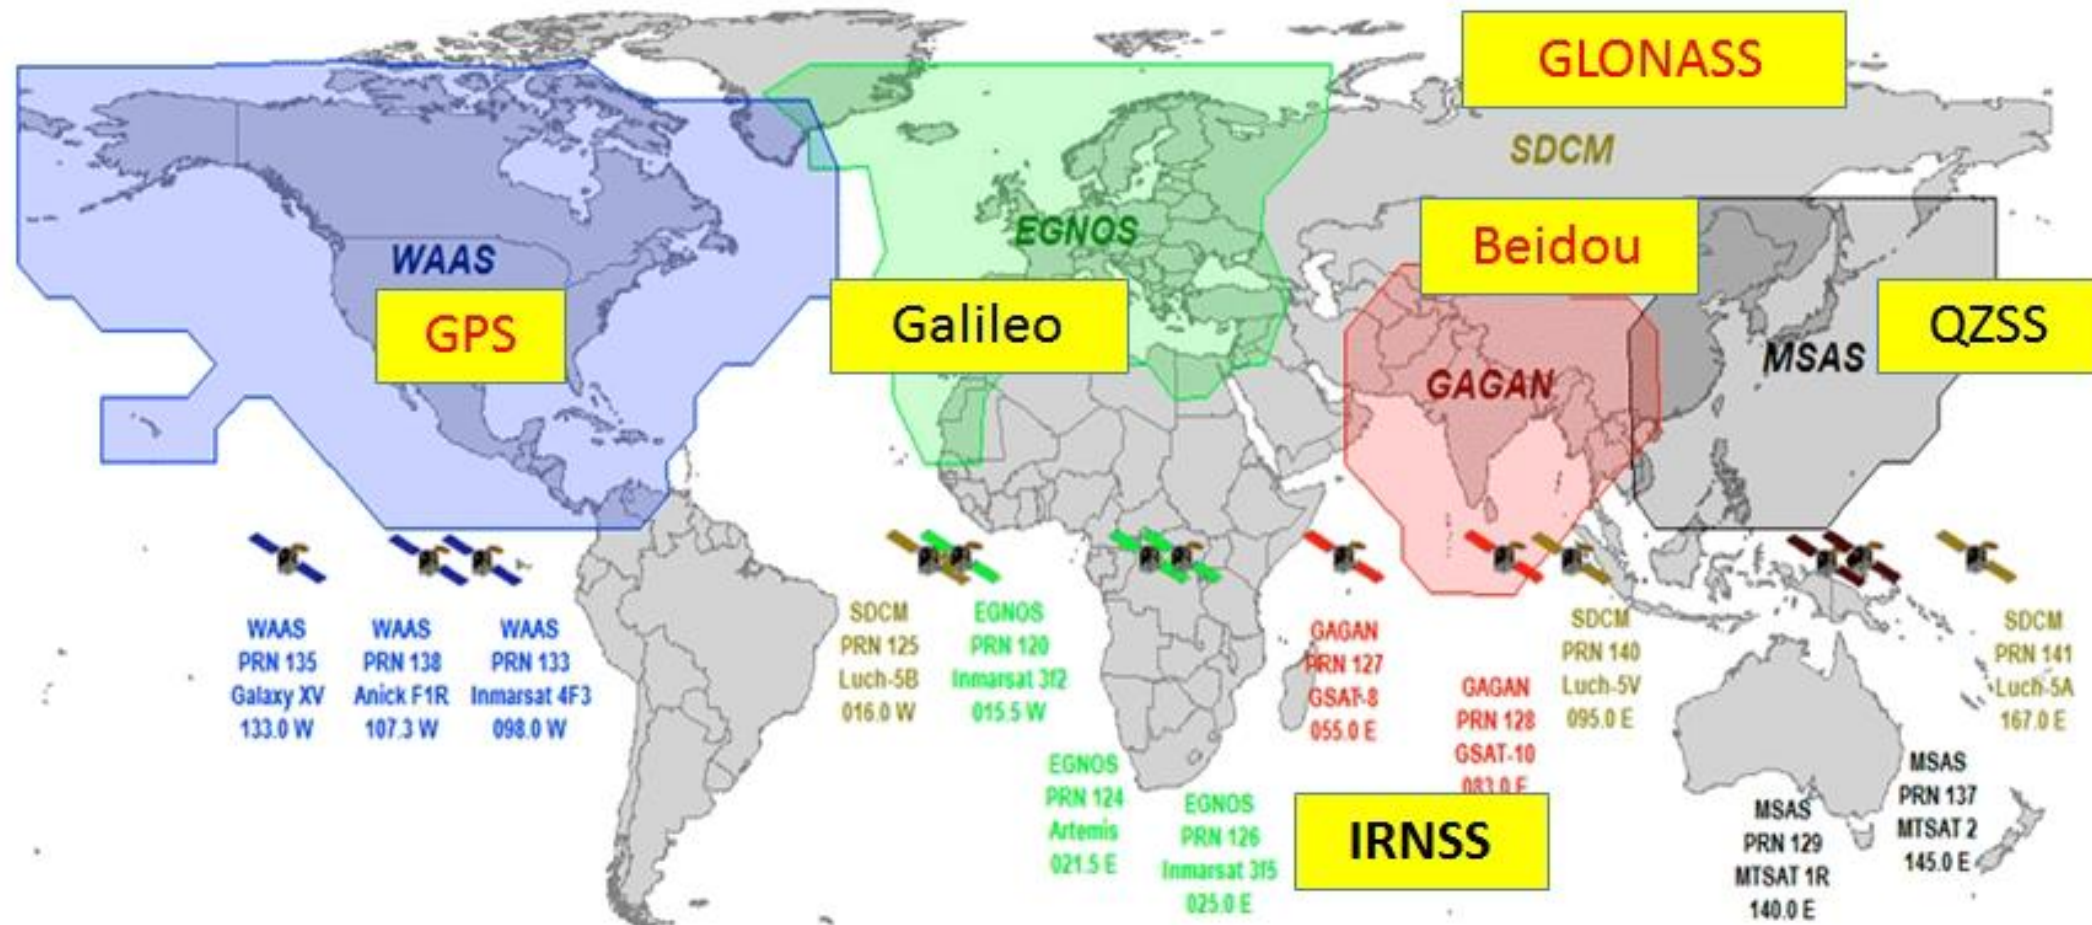 GLONASS
SDCM
EGNOS
WAAS
Beidou
GPS
Galileo
QZSS
MSAS
GAGAN
WAAS
PRN 135
Galaxy XV
133.0 W
WAAS
PRN 138
Anick F1R
107.3 W
WAAS
PRN 133
Inmarsat 4F3
098.0 W
SDCM
PRN 125
Luch-5B
016.0 W
EGNOS
PRN 120
Inmarsat 3f2
015.5 W
EGNOS
PRN 124
Artemis
021.5 E
EGNOS
PRN 126
Inmarsat 3f5
025.0 E
GAGAN
PRN 127
GSAT-8
055.0 E
GAGAN
PRN 128
GSAT-10
083.0 E
IRNSS
SDCM
PRN 140
Luch-5V
095.0 E
MSAS
PRN 129
MTSAT 1R
140.0 E
MSAS
PRN 137
MTSAT 2
145.0 E
SDCM
PRN 141
Luch-5A
167.0 E